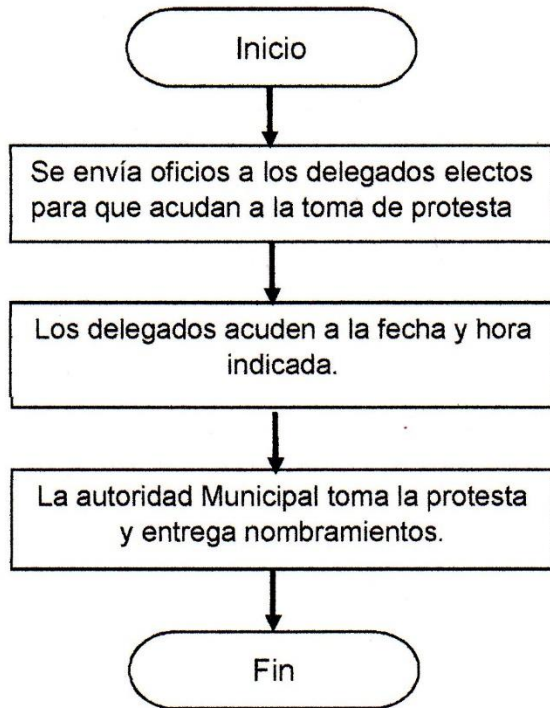 Inicio
Se envía oficios a los delegados electos
para que acudan a la toma de protesta
Los delegados acuden a la fecha y hora
indicada.
La autoridad Municipal toma la protesta
y entrega nombramientos.
Fin